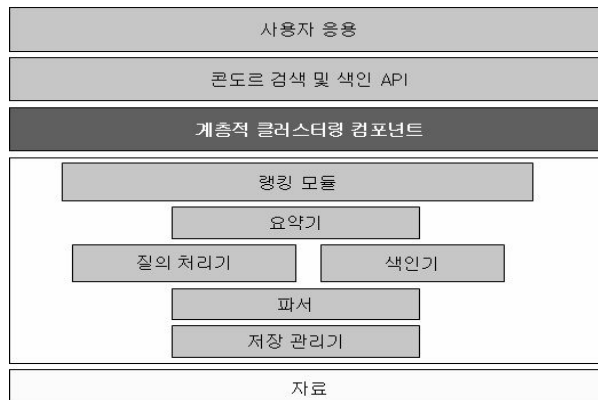 사용자 응용
콘도르 검색 및 색인 API
계층적 클러스터링 컴포넌트
랭킹 모듈
요약기
질의 처리기
색인기
파서
저장 관리기
자료